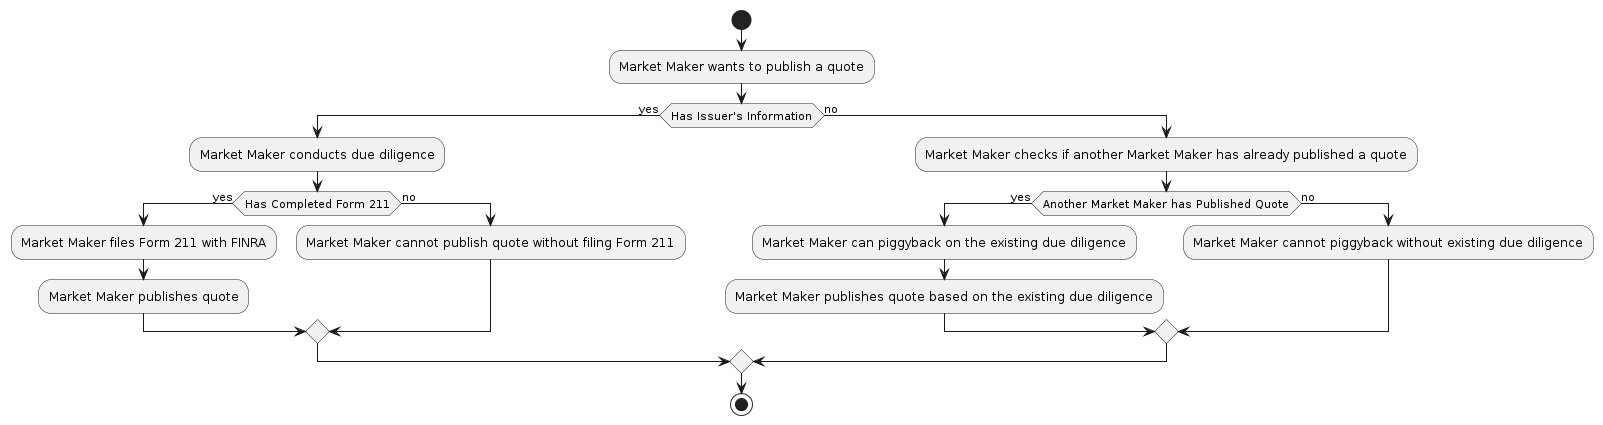 Market Maker wants to publish a quote
yes
Has Issuer's Information
no
Market Maker conducts due diligence
Market Maker checks if another Market Maker has already published a quote
yes
Has Completed Form 211
no
yes
Another Market Maker has Published Quote
no
Market Maker files Form 211 with FINRA
Market Maker cannot publish quote without filing Form 211
Market Maker can piggyback on the existing due diligence
Market Maker cannot piggyback without existing due diligence
Market Maker publishes quote
Market Maker publishes quote based on the existing due diligence